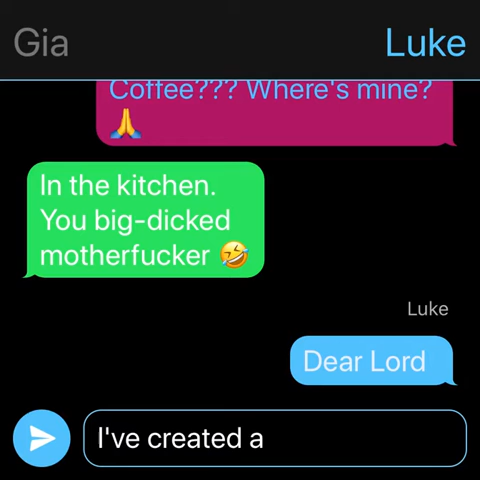 Gia Luke
Coffee??? Where's mine?
🙏
In the kitchen.
You big-dicked
motherfucker 🤣
Luke
Dear Lord
I've created a